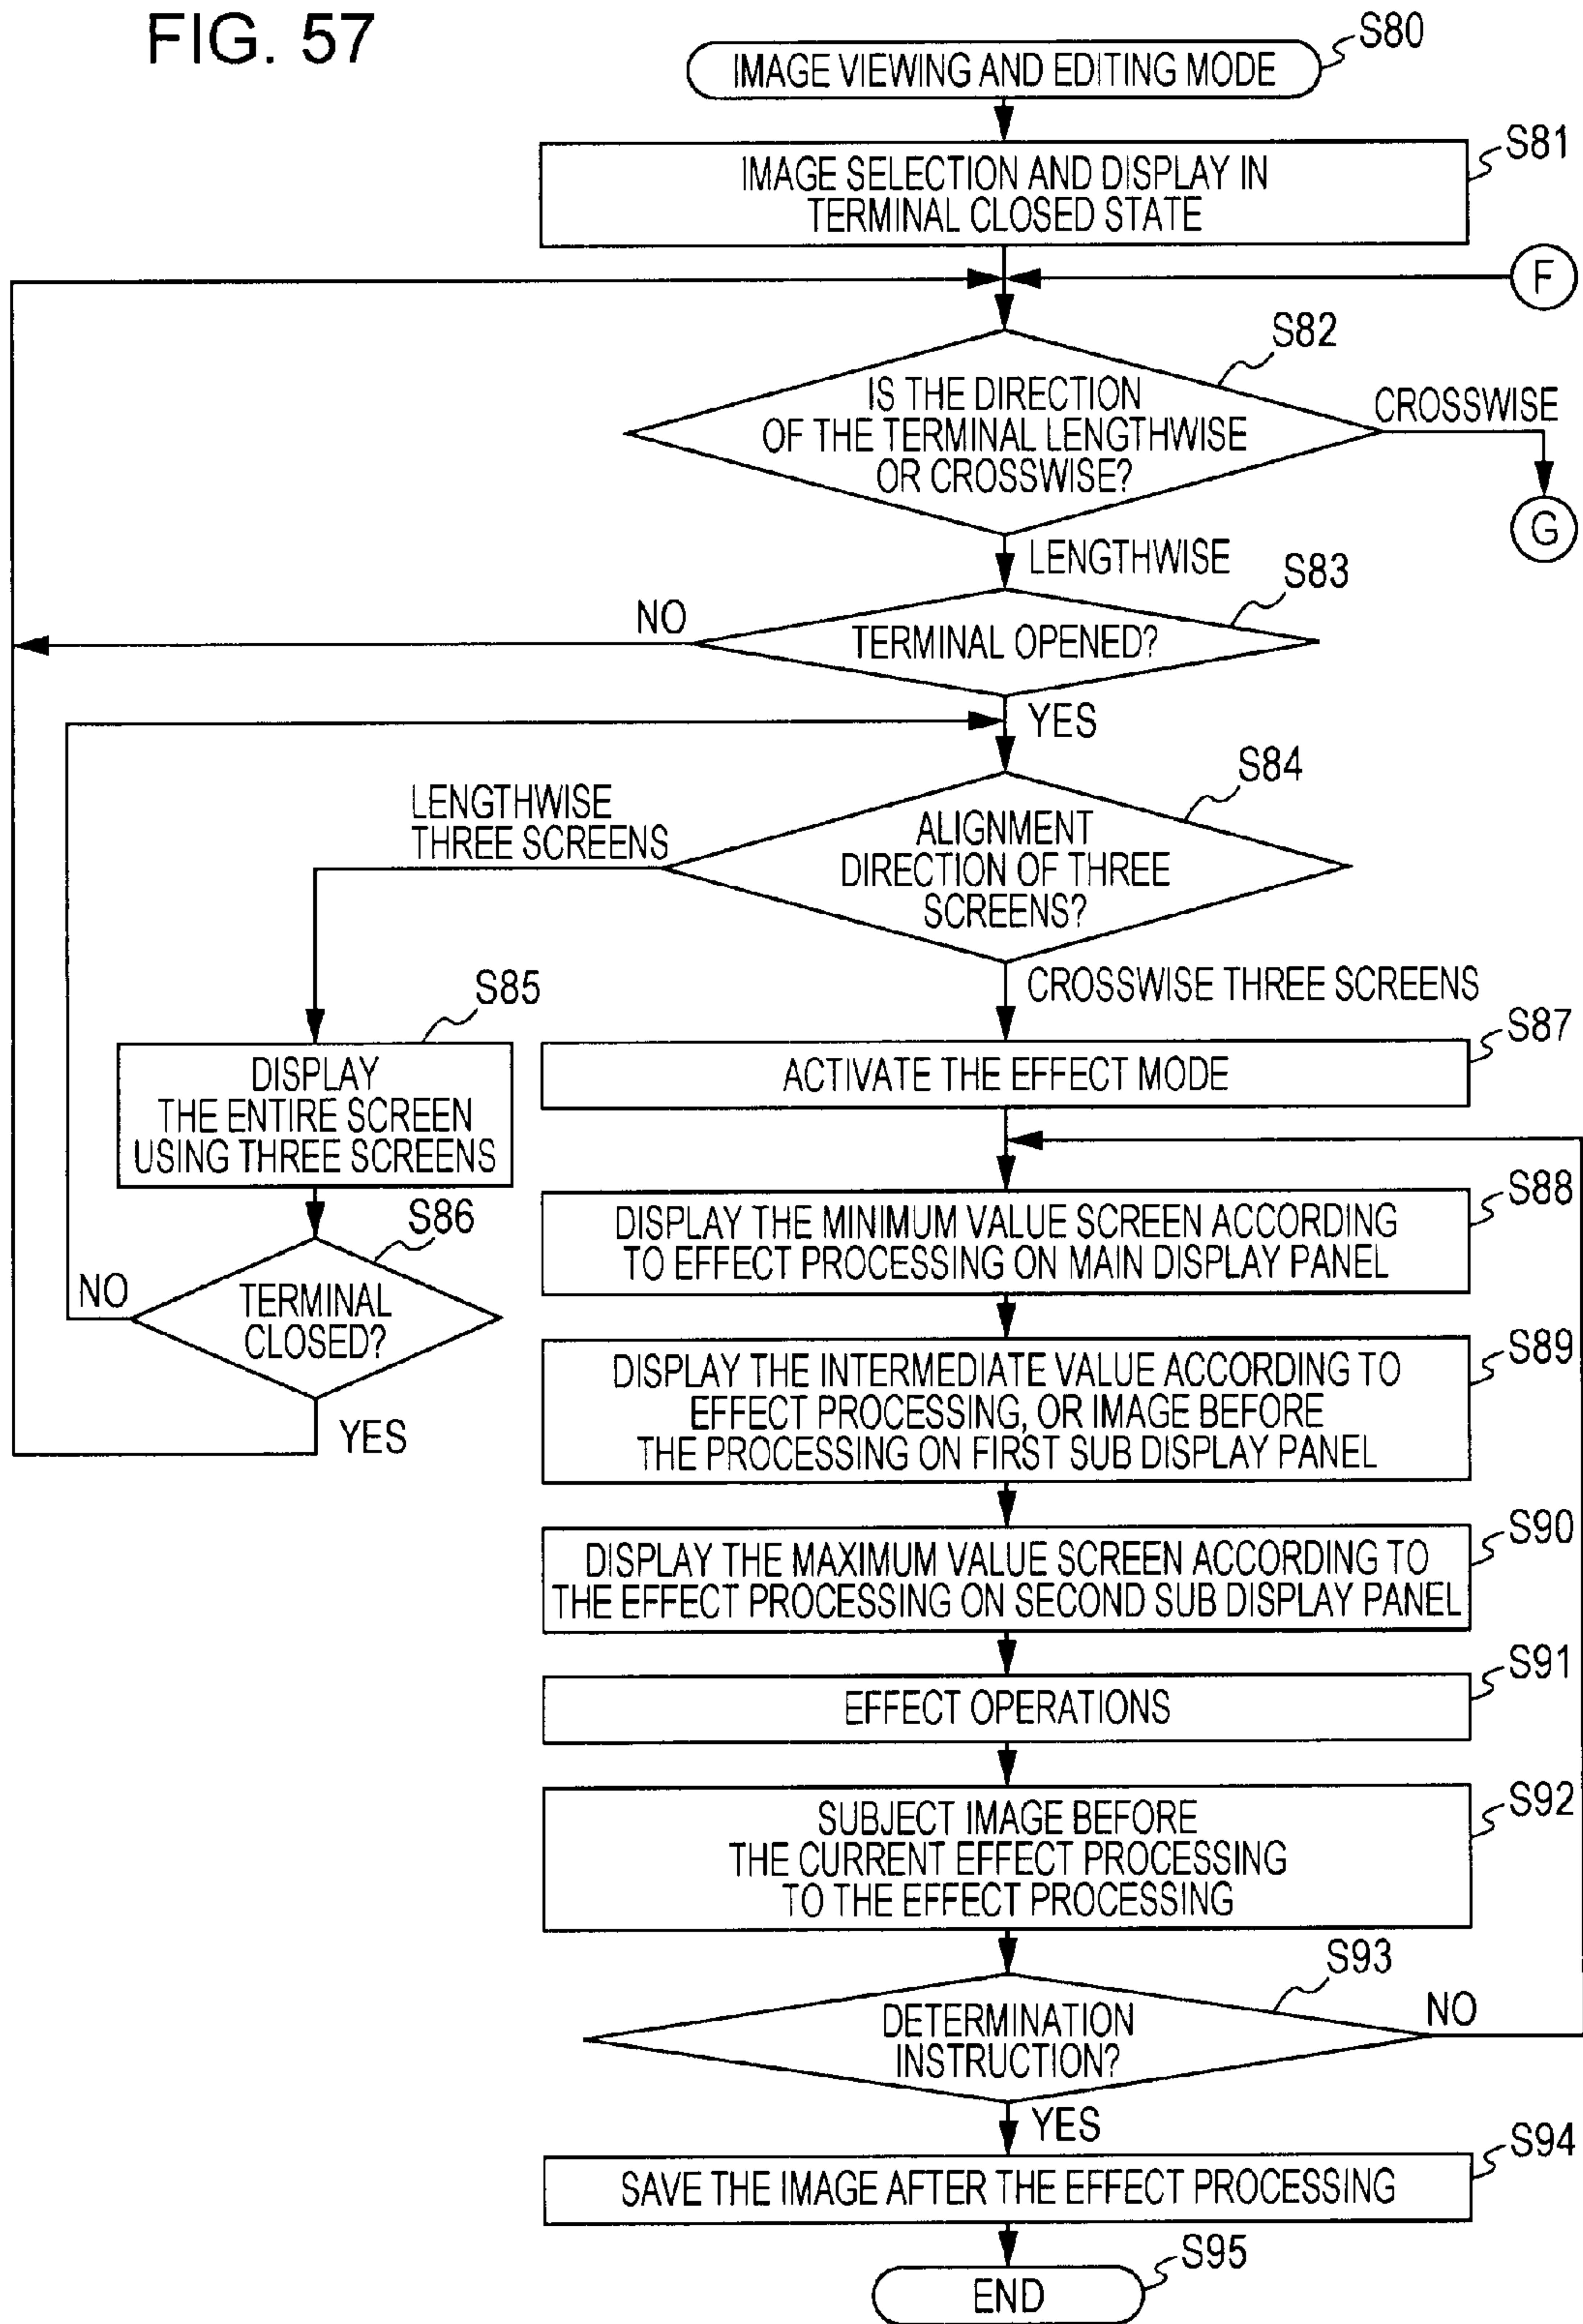 FIG. 57
S80
IMAGE VIEWING AND EDITING MODE
S81
IMAGE SELECTION AND DISPLAY IN
TERMINAL CLOSED STATE
F
S82
IS THE DIRECTION
OF THE TERMINAL LENGTHWISE
OR CROSSWISE?
CROSSWISE
G
LENGTHWISE
S83
NO
TERMINAL OPENED?
YES
S84
LENGTHWISE
THREE SCREENS
ALIGNMENT
DIRECTION OF THREE
SCREENS?
CROSSWISE THREE SCREENS
S85
DISPLAY
THE ENTIRE SCREEN
USING THREE SCREENS
S86
NO
TERMINAL
CLOSED?
YES
S87
ACTIVATE THE EFFECT MODE
S88
DISPLAY THE MINIMUM VALUE SCREEN ACCORDING
TO EFFECT PROCESSING ON MAIN DISPLAY PANEL
S89
DISPLAY THE INTERMEDIATE VALUE ACCORDING TO
EFFECT PROCESSING, OR IMAGE BEFORE
THE PROCESSING ON FIRST SUB DISPLAY PANEL
S90
DISPLAY THE MAXIMUM VALUE SCREEN ACCORDING TO
THE EFFECT PROCESSING ON SECOND SUB DISPLAY PANEL
S91
EFFECT OPERATIONS
S92
SUBJECT IMAGE BEFORE
THE CURRENT EFFECT PROCESSING
TO THE EFFECT PROCESSING
S93
DETERMINATION
INSTRUCTION?
NO
YES
S94
SAVE THE IMAGE AFTER THE EFFECT PROCESSING
S95
END